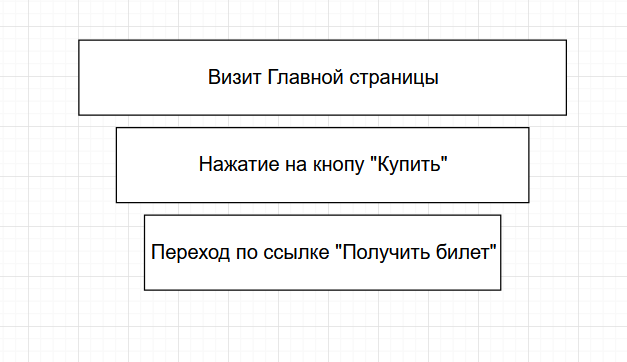 Визит Главной страницы
Нажатие на кнопу "Купить"
Переход по ссылке "Получить билет"